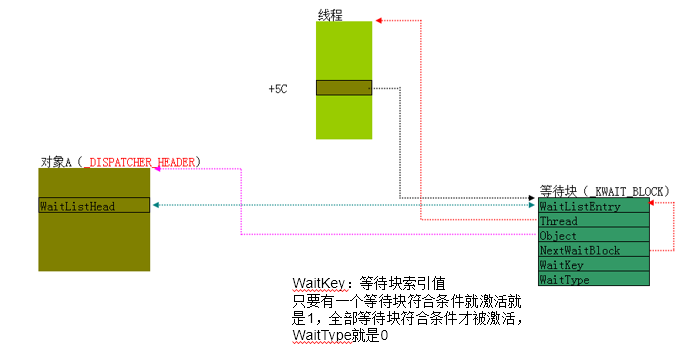 线程
+5C
对象A（_DISPATCHER_HEADER）
WaitListHead
等待块（_KWAIT_BLOCK）
WaitListEntry
Thread
Object
NextWaitBlock
WaitKey
WaitType
WaitKey：等待块索引值
只要有一个等待块符合条件就激活就
是1，全部等待块符合条件才被激活，
WaitType就是0